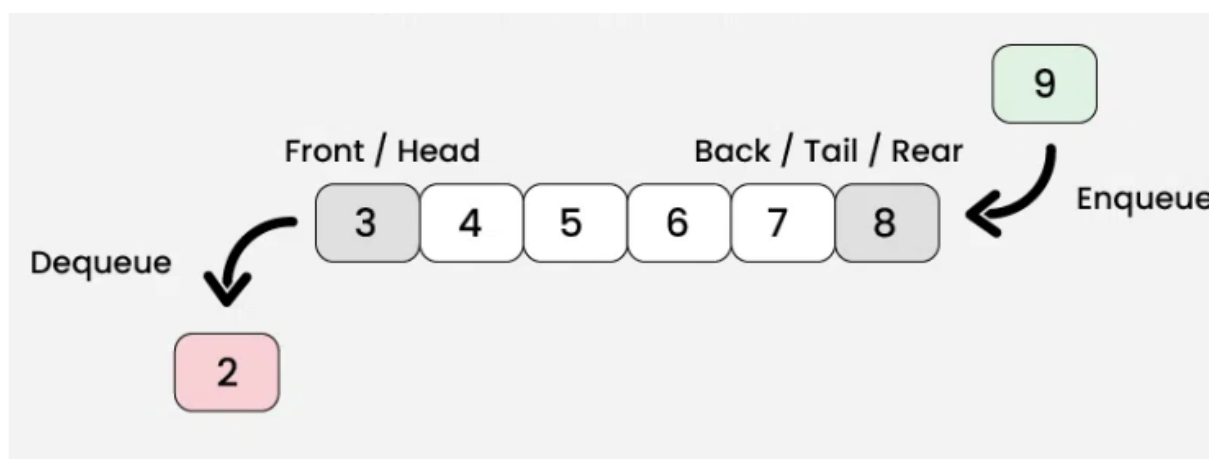 9
Front / Head
Back / Tail / Rear
Enqueue
3 4 5 6 7 8
Dequeue
2